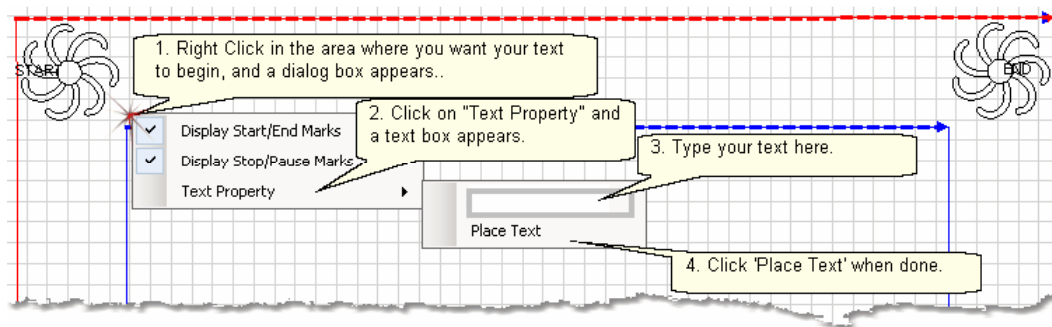 1. Right Click in the area where you want your text
to begin, and a dialog box appears..
START
END
2. Click on "Text Property" and
a text box appears.
Display Start/End Marks
3. Type your text here.
Display Stop/Pause Marks
Text Property
Place Text
4. Click 'Place Text' when done.